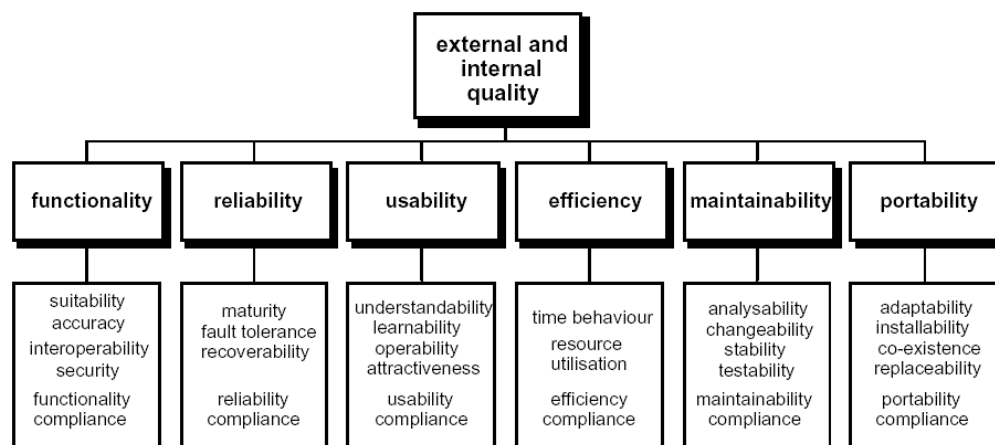 external and
internal
quality
functionality
reliability
usability
efficiency
maintainability
portability
suitability
accuracy
interoperability
security
functionality
compliance
maturity
fault tolerance
recoverability
reliability
compliance
understandability
learnability
operability
attractiveness
usability
compliance
time behaviour
resource
utilisation
efficiency
compliance
analysability
changeability
stability
testability
maintainability
compliance
adaptability
installability
co-existence
replaceability
portability
compliance